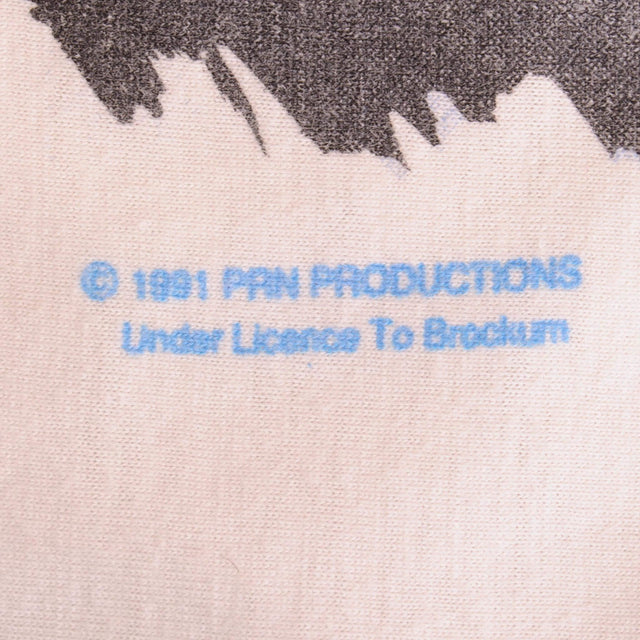 © 1991 PRN PRODUCTIONS
Under Licence To Brockum